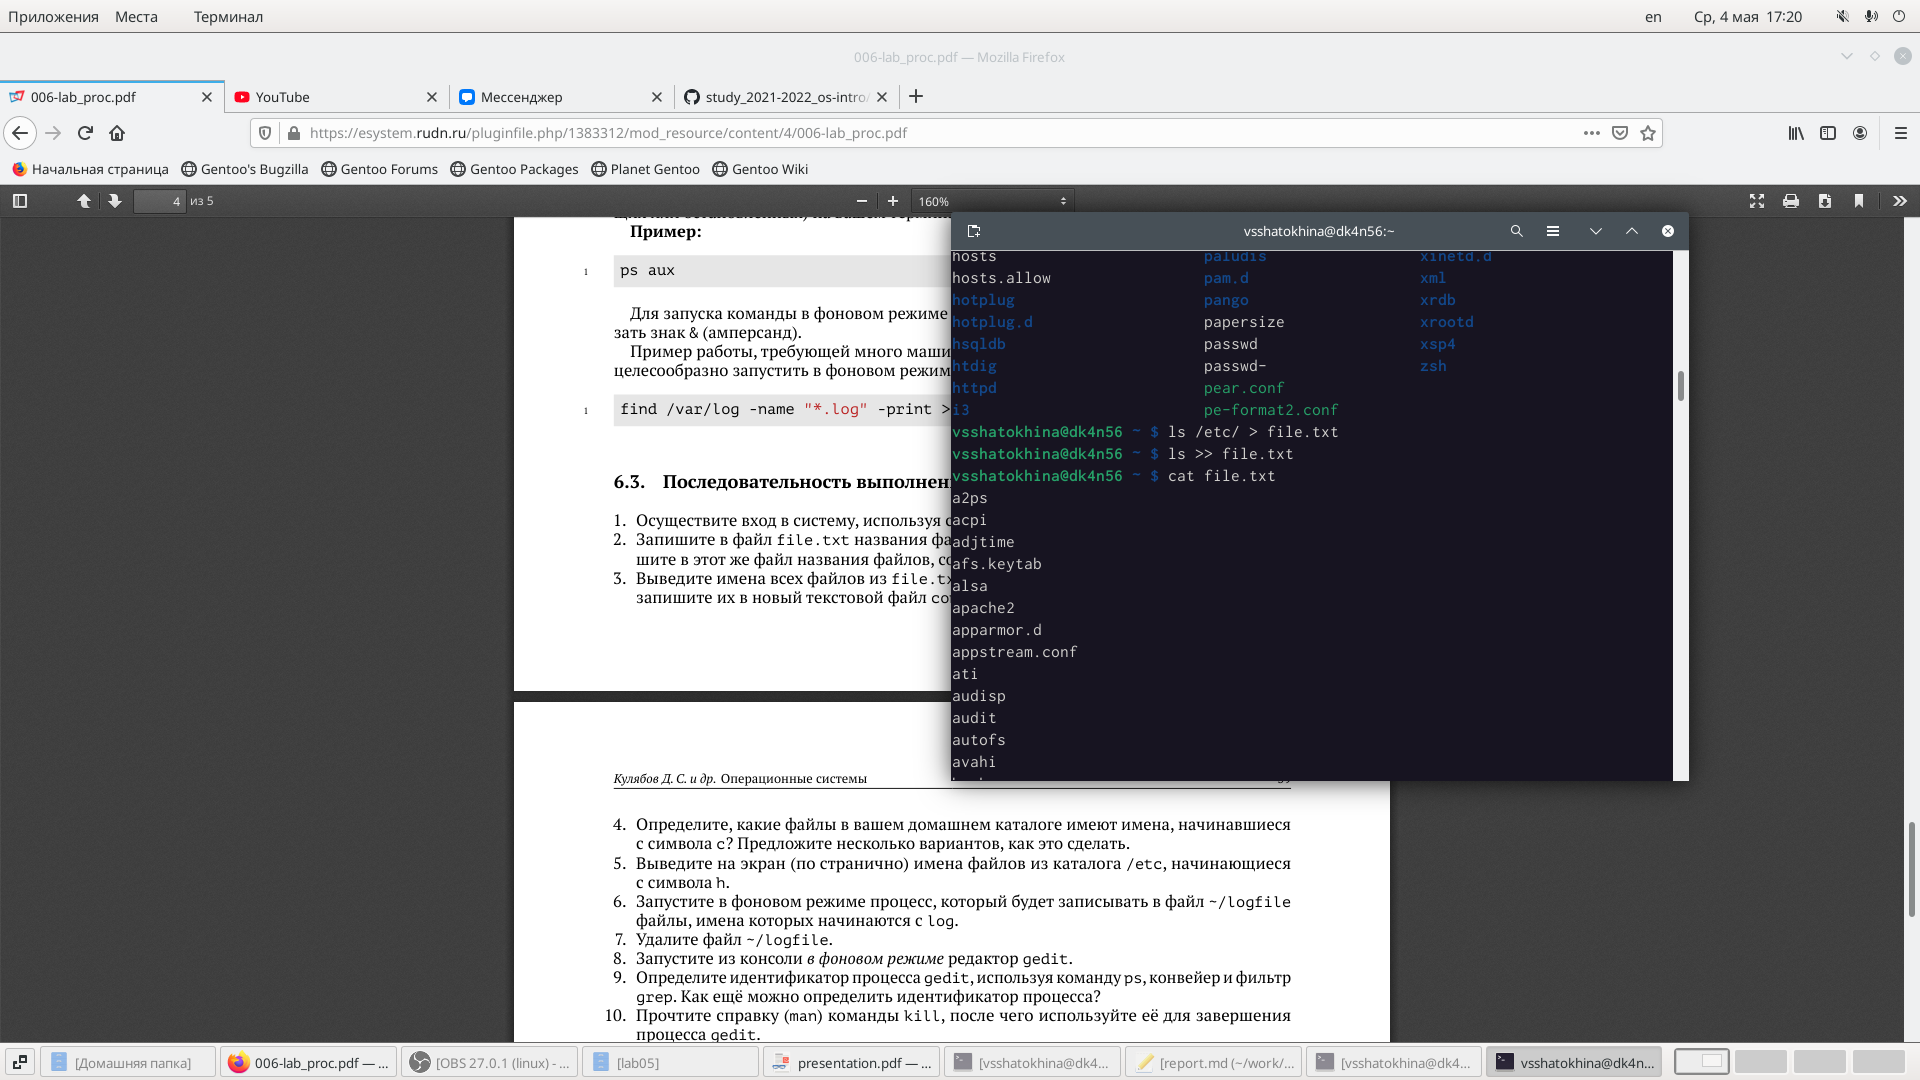 Приложения Места Терминал en Ср, 4 мая 17:20
006-lab_proc.pdf — Mozilla Firefox
006-lab_proc.pdf YouTube Мессенджер study_2021-2022_os-intro/
https://esystem.rudn.ru/pluginfile.php/1383312/mod_resource/content/4/006-lab_proc.pdf
Начальная страница Gentoo's Bugzilla Gentoo Forums Gentoo Packages Planet Gentoo Gentoo Wiki
4 из 5 160%
Пример:
1 ps aux
Для запуска команды в фоновом режиме
зать знак & (амперсанд).
Пример работы, требующей много маши
целесообразно запустить в фоновом режим
1 find /var/log -name "*.log" -print >
6.3. Последовательность выполнен
1. Осуществите вход в систему, используя
2. Запишите в файл file.txt названия фа
шите в этот же файл названия файлов, со
3. Выведите имена всех файлов из file.tx
запишите их в новый текстовой файл co
vsshatokhina@dk4n56:~
hosts paludis xinetd.d
hosts.allow pam.d xml
hotplug pango xrdb
hotplug.d papersize xrootd
hsqldb passwd xsp4
htdig passwd- zsh
httpd pear.conf
i3 pe-format2.conf
vsshatokhina@dk4n56 ~ $ ls /etc/ > file.txt
vsshatokhina@dk4n56 ~ $ ls >> file.txt
vsshatokhina@dk4n56 ~ $ cat file.txt
a2ps
acpi
adjtime
afs.keytab
alsa
apache2
apparmor.d
appstream.conf
ati
audisp
audit
autofs
avahi
Кулябов Д. С. и др. Операционные системы
4. Определите, какие файлы в вашем домашнем каталоге имеют имена, начинавшиеся
с символа c? Предложите несколько вариантов, как это сделать.
5. Выведите на экран (по странично) имена файлов из каталога /etc, начинающиеся
с символа h.
6. Запустите в фоновом режиме процесс, который будет записывать в файл ~/logfile
файлы, имена которых начинаются с log.
7. Удалите файл ~/logfile.
8. Запустите из консоли в фоновом режиме редактор gedit.
9. Определите идентификатор процесса gedit, используя команду ps, конвейер и фильтр
grep. Как ещё можно определить идентификатор процесса?
10. Прочтите справку (man) команды kill, после чего используйте её для завершения
процесса gedit.
[Домашняя папка] 006-lab_proc.pdf — ... [OBS 27.0.1 (linux) - ... [lab05] presentation.pdf — ... [vsshatokhina@dk4... [report.md (~/work/... [vsshatokhina@dk4... vsshatokhina@dk4n...